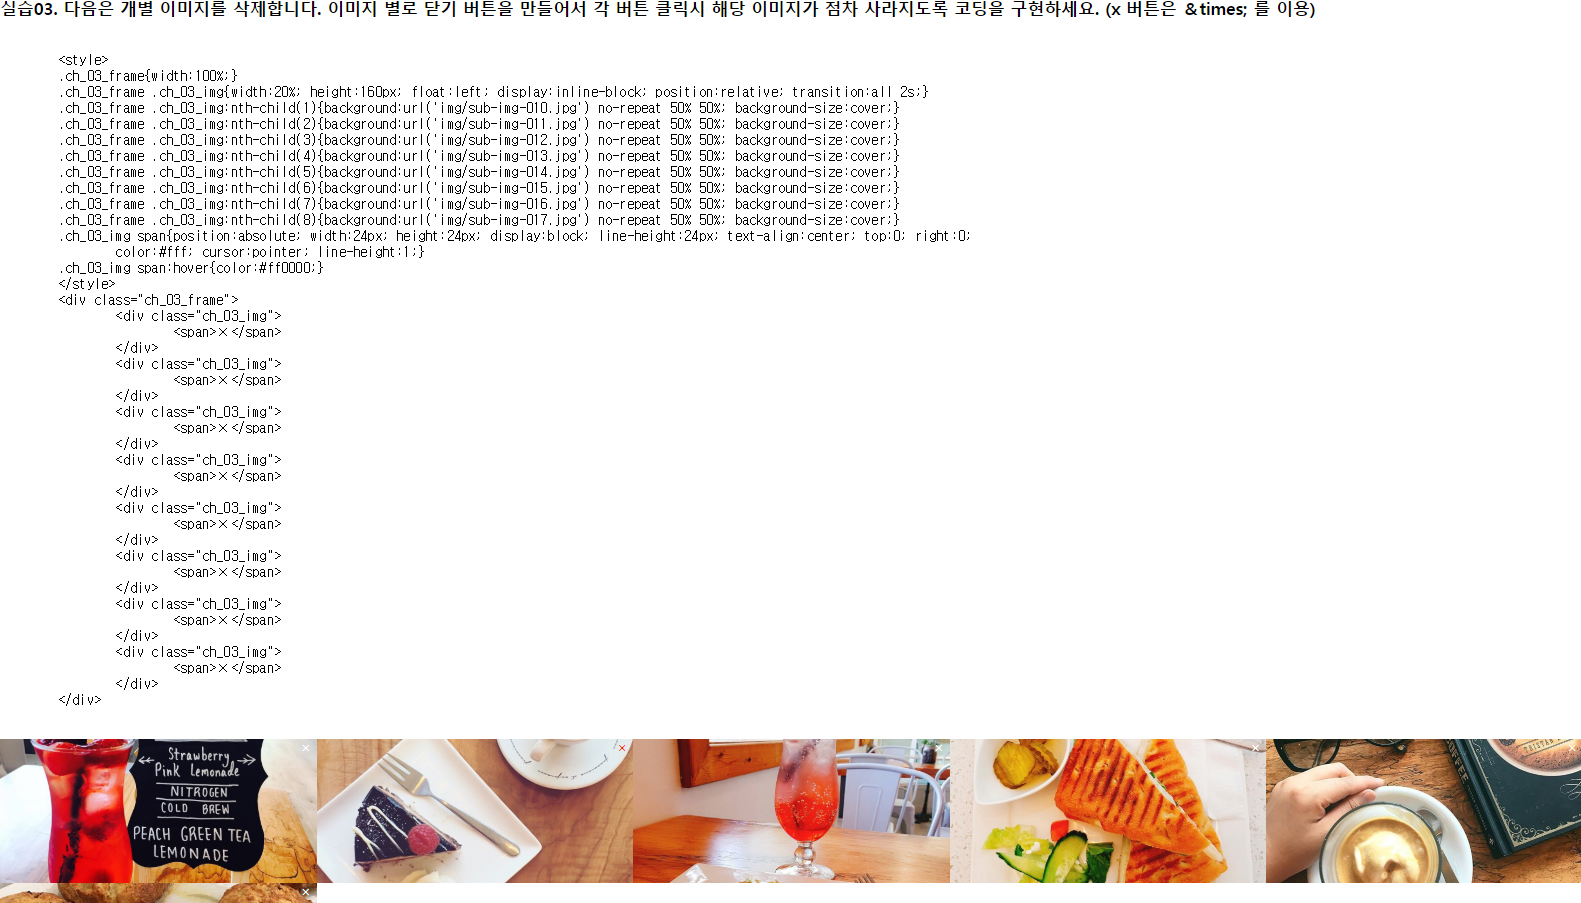 실습03. 다음은 개별 이미지를 삭제합니다. 이미지 별로 닫기 버튼을 만들어서 각 버튼 클릭시 해당 이미지가 점차 사라지도록 코딩을 구현하세요. (x 버튼은 &times; 를 이용)
<style>
.ch_03_frame{width:100%;}
.ch_03_frame .ch_03_img{width:20%; height:160px; float:left; display:inline-block; position:relative; transition:all 2s;}
.ch_03_frame .ch_03_img:nth-child(1){background:url('img/sub-img-010.jpg') no-repeat 50% 50%; background-size:cover;}
.ch_03_frame .ch_03_img:nth-child(2){background:url('img/sub-img-011.jpg') no-repeat 50% 50%; background-size:cover;}
.ch_03_frame .ch_03_img:nth-child(3){background:url('img/sub-img-012.jpg') no-repeat 50% 50%; background-size:cover;}
.ch_03_frame .ch_03_img:nth-child(4){background:url('img/sub-img-013.jpg') no-repeat 50% 50%; background-size:cover;}
.ch_03_frame .ch_03_img:nth-child(5){background:url('img/sub-img-014.jpg') no-repeat 50% 50%; background-size:cover;}
.ch_03_frame .ch_03_img:nth-child(6){background:url('img/sub-img-015.jpg') no-repeat 50% 50%; background-size:cover;}
.ch_03_frame .ch_03_img:nth-child(7){background:url('img/sub-img-016.jpg') no-repeat 50% 50%; background-size:cover;}
.ch_03_frame .ch_03_img:nth-child(8){background:url('img/sub-img-017.jpg') no-repeat 50% 50%; background-size:cover;}
.ch_03_img span{position:absolute; width:24px; height:24px; display:block; line-height:24px; text-align:center; top:0; right:0;
color:#fff; cursor:pointer; line-height:1;}
.ch_03_img span:hover{color:#ff0000;}
</style>
<div class="ch_03_frame">
<div class="ch_03_img">
<span>×</span>
</div>
<div class="ch_03_img">
<span>×</span>
</div>
<div class="ch_03_img">
<span>×</span>
</div>
<div class="ch_03_img">
<span>×</span>
</div>
<div class="ch_03_img">
<span>×</span>
</div>
<div class="ch_03_img">
<span>×</span>
</div>
<div class="ch_03_img">
<span>×</span>
</div>
<div class="ch_03_img">
<span>×</span>
</div>
</div>
Strawberry
Pink Lemonade
NITROGEN
COLD BREW
PEACH GREEN TEA
LEMONADE